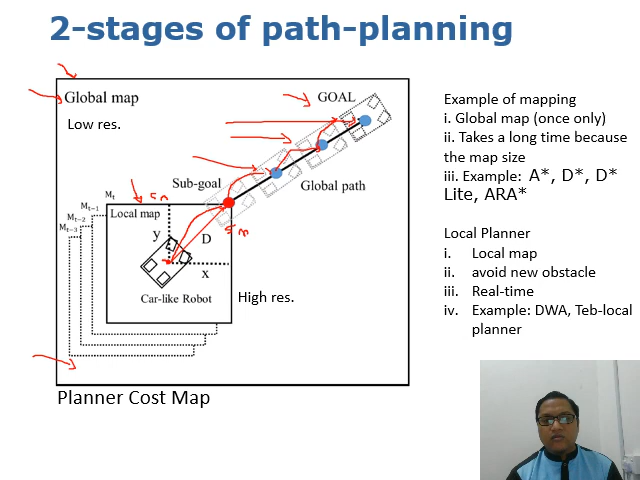 2-stages of path-planning
Global map
Low res.
GOAL
Sub-goal
Global path
Mt
Mt−1
Mt−2
Mt−3
Local map
5m
5m
y
D
x
Car-like Robot
High res.
Planner Cost Map
Example of mapping
i. Global map (once only)
ii. Takes a long time because
the map size
iii. Example: A*, D*, D*
Lite, ARA*
Local Planner
i. Local map
ii. avoid new obstacle
iii. Real-time
iv. Example: DWA, Teb-local
planner